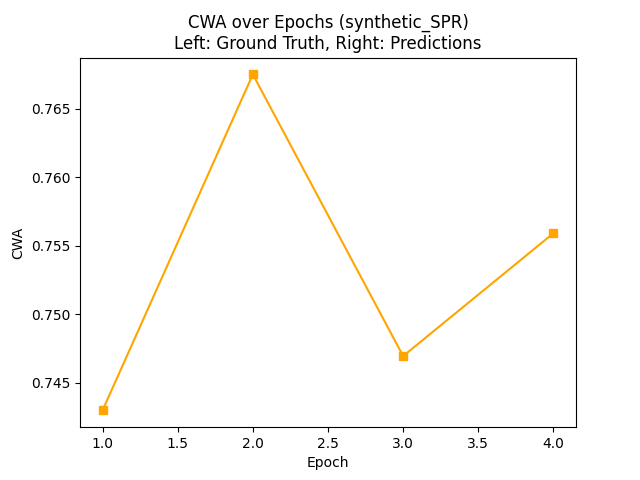 CWA over Epochs (synthetic_SPR)
Left: Ground Truth, Right: Predictions
0.765
0.760
0.755
0.750
0.745
CWA
1.0 1.5 2.0 2.5 3.0 3.5 4.0
Epoch